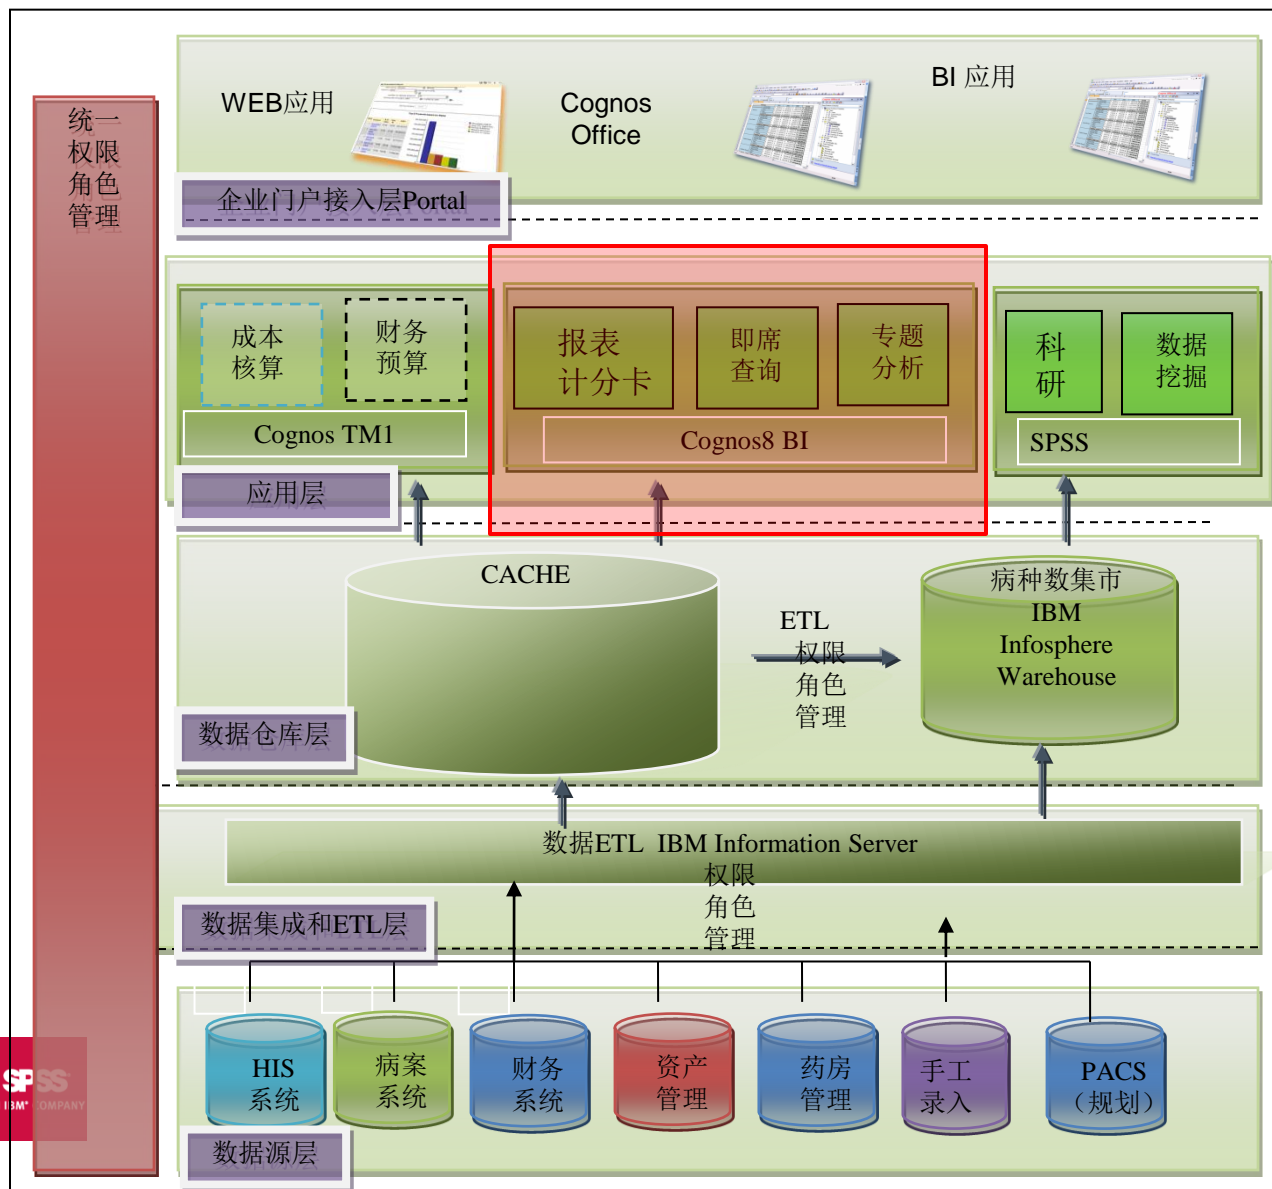 WEB应用
Cognos
Office
BI 应用
统一
权限
角色
管理
企业门户接入层Portal
成本
核算
财务
预算
Cognos TM1
报表
计分卡
即席
查询
专题
分析
Cognos8 BI
科
研
数据
挖掘
SPSS
应用层
CACHE
ETL
权限
角色
管理
病种数集市
IBM
Infosphere
Warehouse
数据仓库层
数据ETL IBM Information Server
权限
角色
管理
数据集成和ETL层
HIS
系统
病案
系统
财务
系统
资产
管理
药房
管理
手工
录入
PACS
（规划）
数据源层
SPSS
IBM® COMPANY